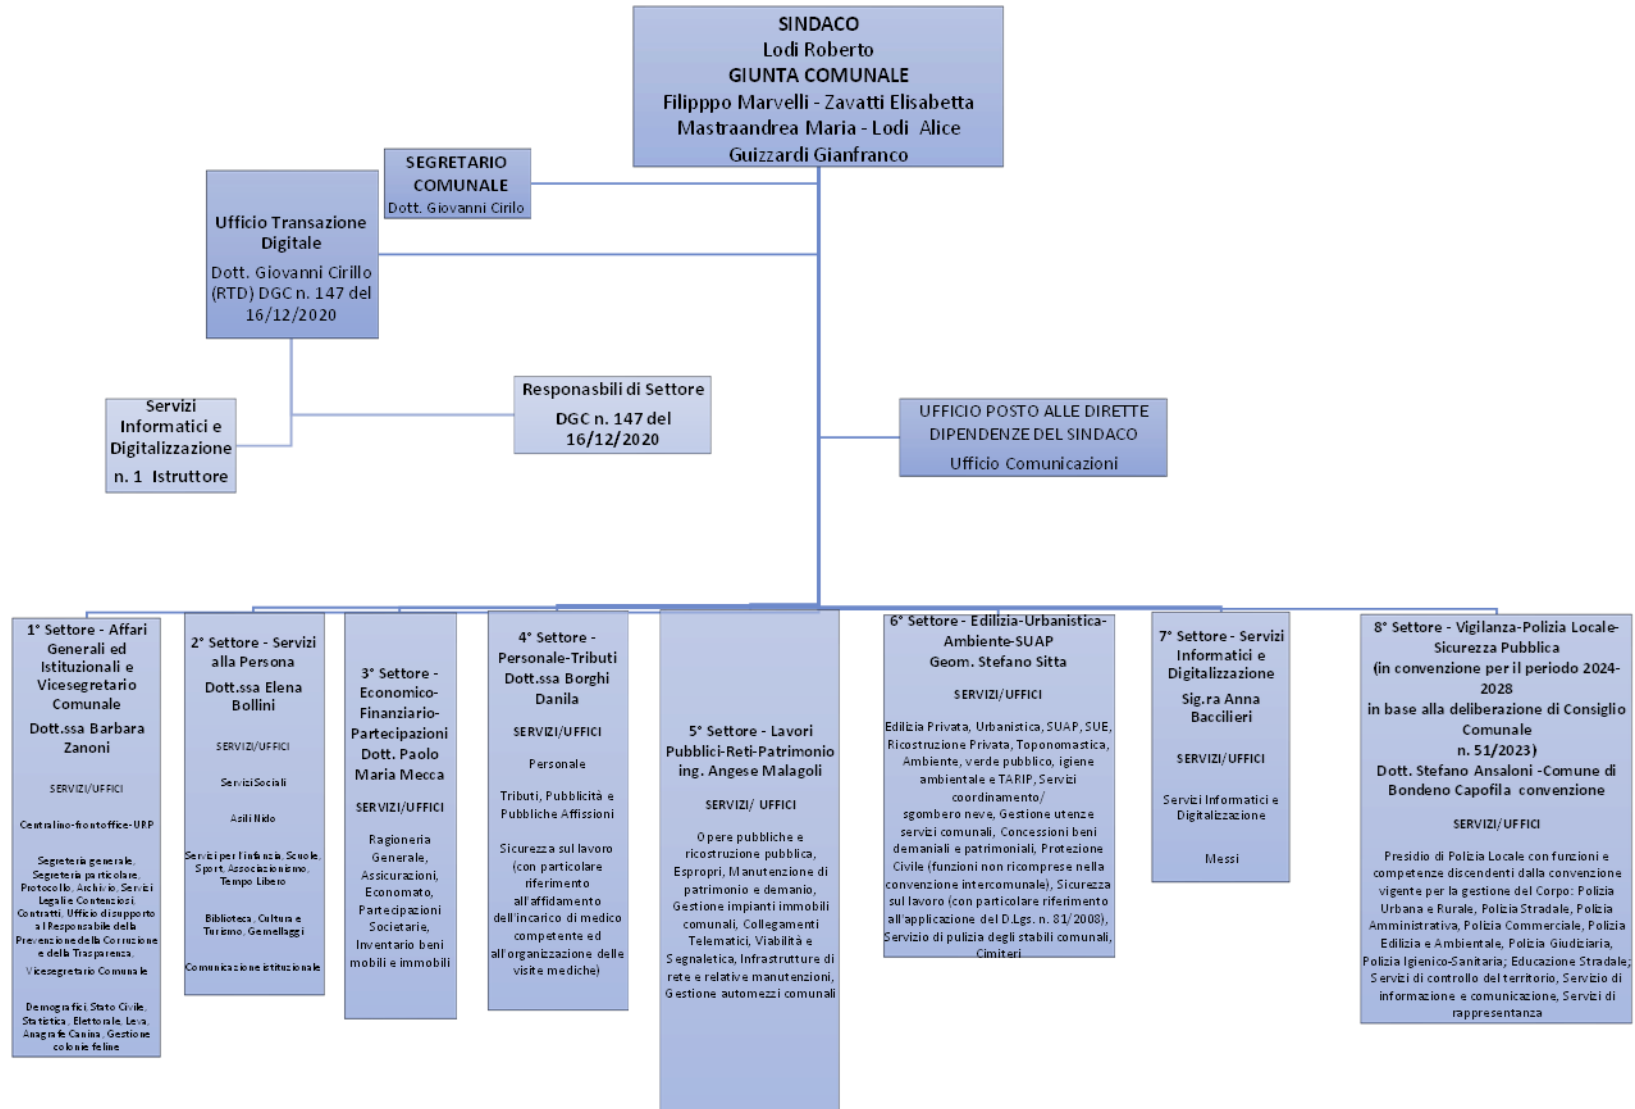 SINDACO
Lodi Roberto
GIUNTA COMUNALE
Filipppo Marvelli - Zavatti Elisabetta
Mastraandrea Maria - Lodi Alice
Guizzardi Gianfranco
SEGRETARIO
COMUNALE
Dott. Giovanni Cirilo
Ufficio Transazione
Digitale
Dott. Giovanni Cirillo
(RTD) DGC n. 147 del
16/12/2020
Servizi
Informatici e
Digitalizzazione
n. 1 Istruttore
Responasbili di Settore
DGC n. 147 del
16/12/2020
UFFICIO POSTO ALLE DIRETTE
DIPENDENZE DEL SINDACO
Ufficio Comunicazioni
1° Settore - Affari
Generali ed
Istituzionali e
Vicesegretario
Comunale
Dott.ssa Barbara
Zanoni
SERVIZI/UFFICI
Centralino-frontoffice-URP
Segreteria generale,
Segreteria particolare,
Protocollo, Archivio, Servizi
Legali e Contenziosi,
Contratti, Ufficio di supporto
al Responsabile della
Prevenzione della Corruzione
e della Trasparenza,
Vicesegretario Comunale
Demografici, Stato Civile,
Statistica, Elettorale, Leva,
Anagrafe Canina, Gestione
colonie feline
2° Settore - Servizi
alla Persona
Dott.ssa Elena
Bollini
SERVIZI/UFFICI
Servizi Sociali
Asili Nido
Servizi per l'infanzia, Scuole,
Sport, Associazionismo,
Tempo Libero
Biblioteca, Cultura e
Turismo, Gemellaggi
Comunicazione istituzionale
3° Settore -
Economico-
Finanziario-
Partecipazioni
Dott. Paolo
Maria Mecca
SERVIZI/UFFICI
Ragioneria
Generale,
Assicurazioni,
Economato,
Partecipazioni
Societarie,
Inventario beni
mobili e immobili
4° Settore -
Personale-Tributi
Dott.ssa Borghi
Danila
SERVIZI/UFFICI
Personale
Tributi, Pubblicità e
Pubbliche Affissioni
Sicurezza sul lavoro
(con particolare
riferimento
all'affidamento
dell'incarico di medico
competente ed
all'organizzazione delle
visite mediche)
5° Settore - Lavori
Pubblici-Reti-Patrimonio
ing. Angese Malagoli
SERVIZI/ UFFICI
Opere pubbliche e
ricostruzione pubblica,
Espropri, Manutenzione di
patrimonio e demanio,
Gestione impianti immobili
comunali, Collegamenti
Telematici, Viabilità e
Segnaletica, Infrastrutture di
rete e relative manutenzioni,
Gestione automezzi comunali
6° Settore - Edilizia-Urbanistica-
Ambiente-SUAP
Geom. Stefano Sitta
SERVIZI/UFFICI
Edilizia Privata, Urbanistica, SUAP, SUE,
Ricostruzione Privata, Toponomastica,
Ambiente, verde pubblico, igiene
ambientale e TARIP, Servizi
coordinamento/
sgombero neve, Gestione utenze
servizi comunali, Concessioni beni
demaniali e patrimoniali, Protezione
Civile (funzioni non ricomprese nella
convenzione intercomunale), Sicurezza
sul lavoro (con particolare riferimento
all'applicazione del D.Lgs. n. 81/2008),
Servizio di pulizia degli stabili comunali,
Cimiteri
7° Settore - Servizi
Informatici e
Digitalizzazione
Sig.ra Anna
Baccilieri
SERVIZI/UFFICI
Servizi Informatici e
Digitalizzazione
Messi
8° Settore - Vigilanza-Polizia Locale-
Sicurezza Pubblica
(in convenzione per il periodo 2024-
2028
in base alla deliberazione di Consiglio
Comunale
n. 51/2023)
Dott. Stefano Ansaloni -Comune di
Bondeno Capofila convenzione
SERVIZI/UFFICI
Presidio di Polizia Locale con funzioni e
competenze discendenti dalla convenzione
vigente per la gestione del Corpo: Polizia
Urbana e Rurale, Polizia Stradale, Polizia
Amministrativa, Polizia Commerciale, Polizia
Edilizia e Ambientale, Polizia Giudiziaria,
Polizia Igienico-Sanitaria; Educazione Stradale;
Servizi di controllo del territorio, Servizio di
informazione e comunicazione, Servizi di
rappresentanza